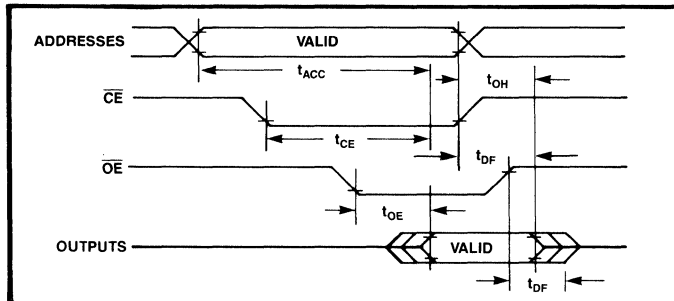 ADDRESSES VALID
tACC
tOH
CE
tCE
tDF
OE
tOE
OUTPUTS VALID
tDF